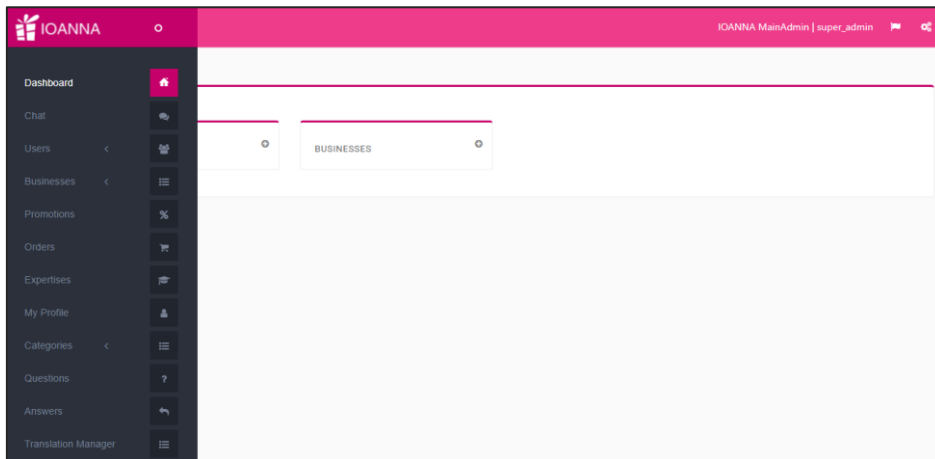 IOANNA
IOANNA MainAdmin | super_admin
Dashboard
Chat
Users
Businesses
Promotions
Orders
Expertises
My Profile
Categories
Questions
Answers
Translation Manager
BUSINESSES